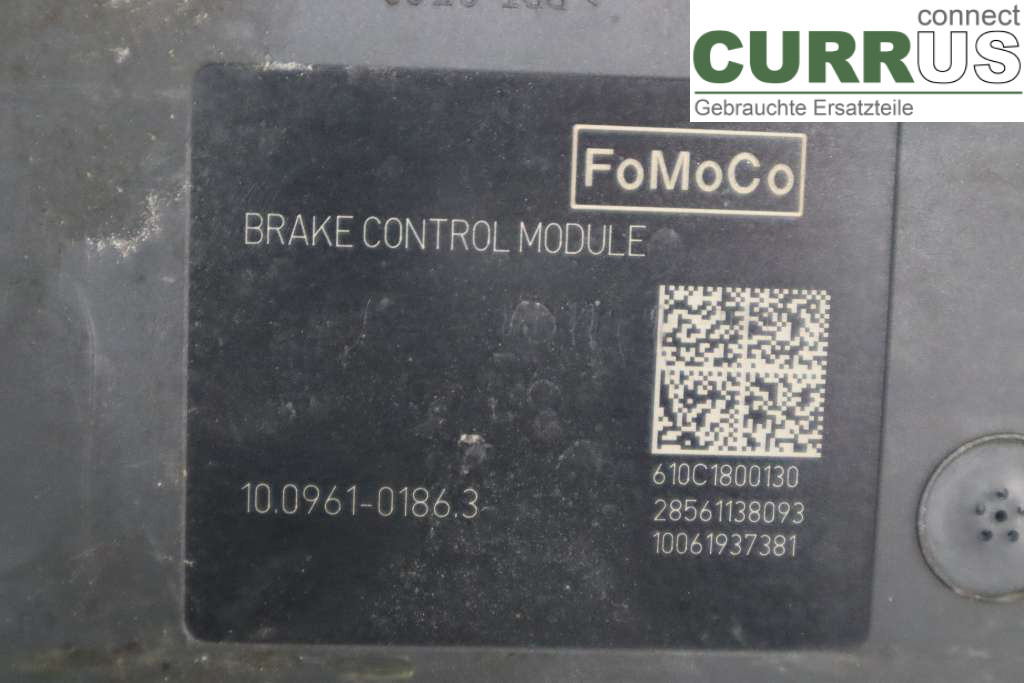 connect
CURRUS
Gebrauchte Ersatzteile
FoMoCo
BRAKE CONTROL MODULE
610C1800130
10.0961-0186.3
28561138093
10061937381